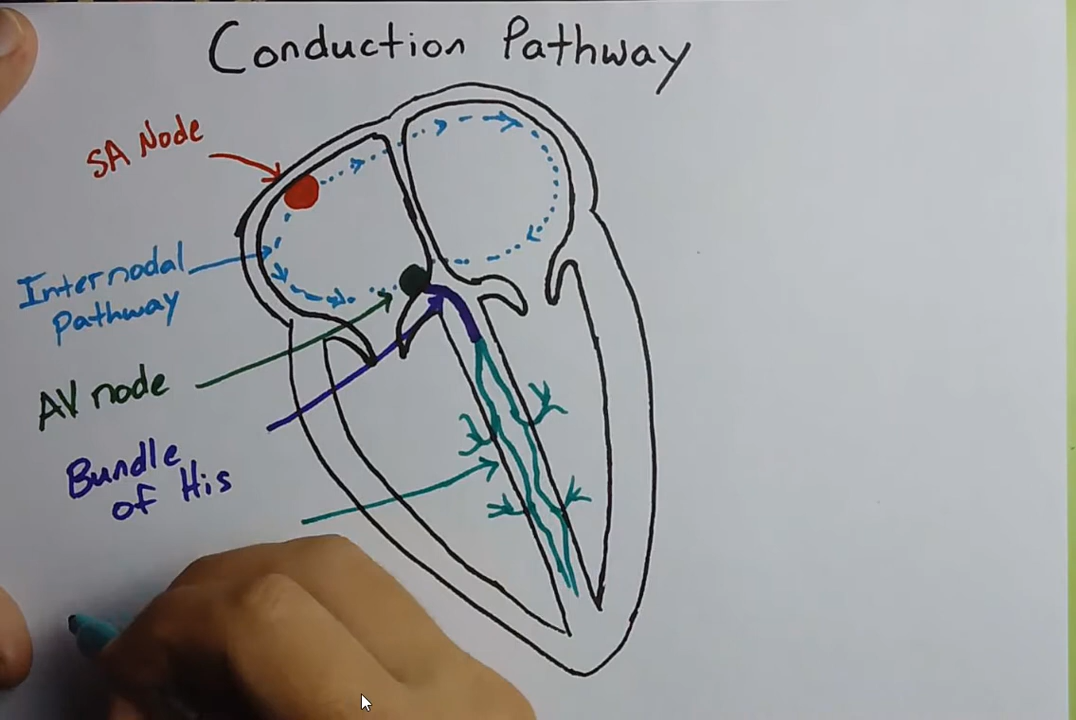 Conduction Pathway
SA Node
Internodal
Pathway
AV node
Bundle
of His